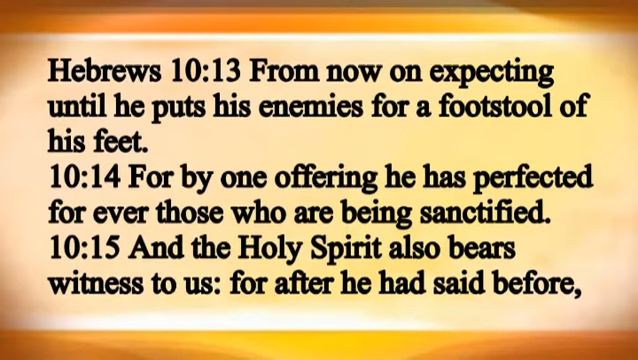 Hebrews 10:13 From now on expecting
until he puts his enemies for a footstool of
his feet.
10:14 For by one offering he has perfected
for ever those who are being sanctified.
10:15 And the Holy Spirit also bears
witness to us: for after he had said before,